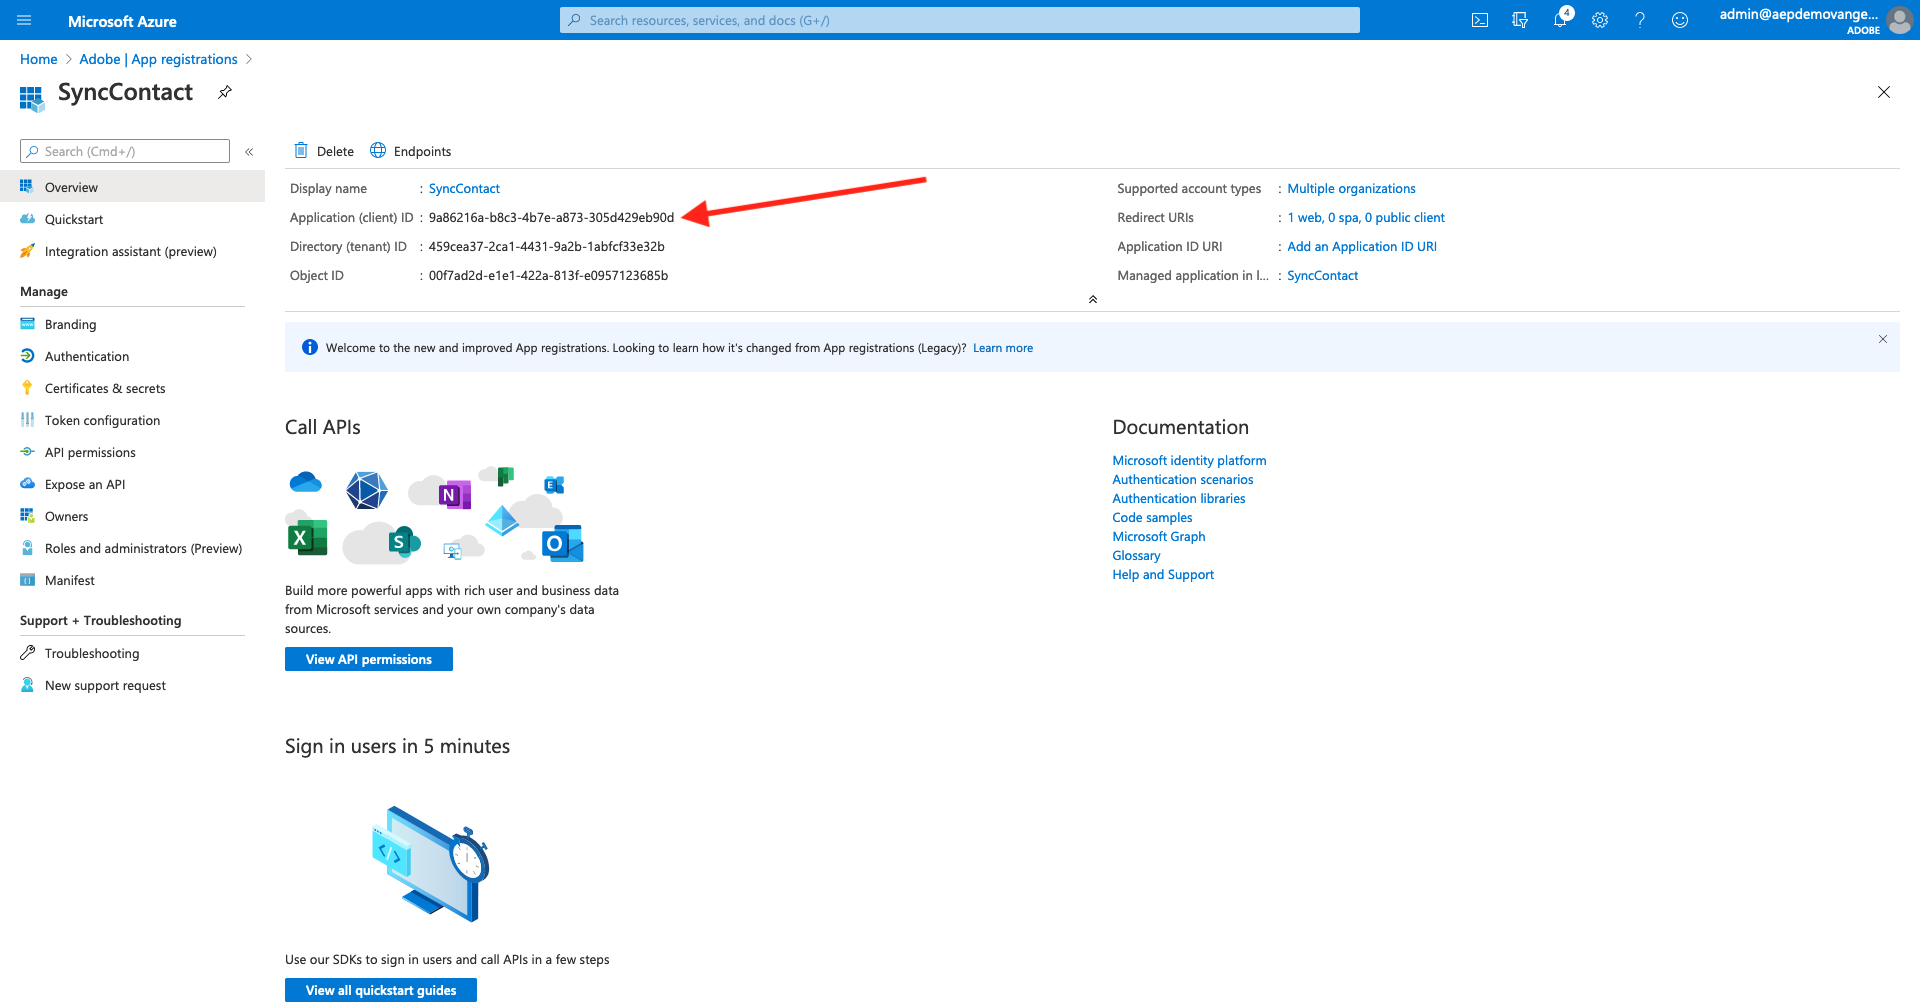 Microsoft Azure
Search resources, services, and docs (G+/)
4
admin@aepdemovange...
ADOBE
Home > Adobe | App registrations >
SyncContact
Search (Cmd+/)
«
Overview
Quickstart
Integration assistant (preview)
Manage
Branding
Authentication
Certificates & secrets
Token configuration
API permissions
Expose an API
Owners
Roles and administrators (Preview)
Manifest
Support + Troubleshooting
Troubleshooting
New support request
Delete
Endpoints
Display name : SyncContact
Application (client) ID : 9a86216a-b8c3-4b7e-a873-305d429eb90d
Directory (tenant) ID : 459cea37-2ca1-4431-9a2b-1abfcf33e32b
Object ID : 00f7ad2d-e1e1-422a-813f-e0957123685b
Supported account types : Multiple organizations
Redirect URIs : 1 web, 0 spa, 0 public client
Application ID URI : Add an Application ID URI
Managed application in l... : SyncContact
Welcome to the new and improved App registrations. Looking to learn how it's changed from App registrations (Legacy)? Learn more
Call APIs
N
E
X
S
O
Build more powerful apps with rich user and business data
from Microsoft services and your own company's data
sources.
View API permissions
Documentation
Microsoft identity platform
Authentication scenarios
Authentication libraries
Code samples
Microsoft Graph
Glossary
Help and Support
Sign in users in 5 minutes
</>
Use our SDKs to sign in users and call APIs in a few steps
View all quickstart guides